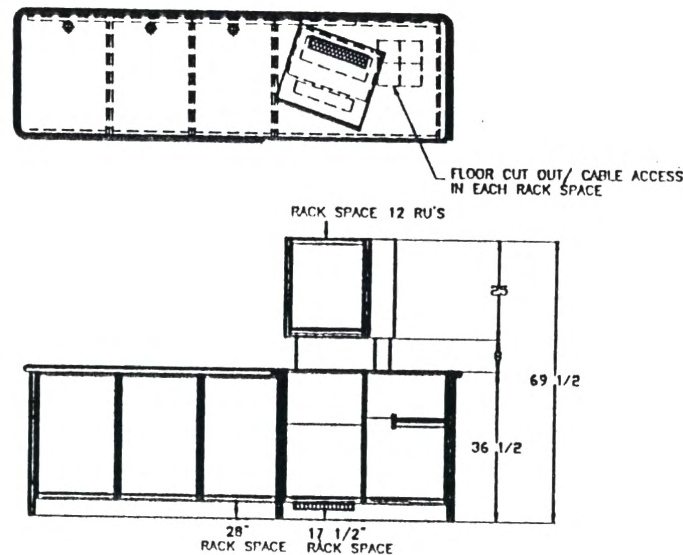 FLOOR CUT OUT/ CABLE ACCESS
IN EACH RACK SPACE
RACK SPACE 12 RU'S
69 1/2
36 1/2
28"
RACK SPACE
17 1/2"
RACK SPACE